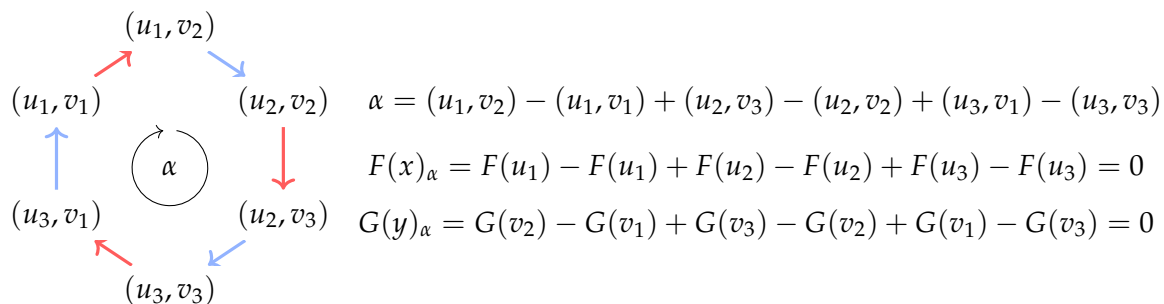 (u₁, v₂)
(u₁, v₁)
(u₂, v₂)
α = (u₁, v₂) − (u₁, v₁) + (u₂, v₃) − (u₂, v₂) + (u₃, v₁) − (u₃, v₃)
α
F(x)_α = F(u₁) − F(u₁) + F(u₂) − F(u₂) + F(u₃) − F(u₃) = 0
(u₃, v₁)
(u₂, v₃)
G(y)_α = G(v₂) − G(v₁) + G(v₃) − G(v₂) + G(v₁) − G(v₃) = 0
(u₃, v₃)